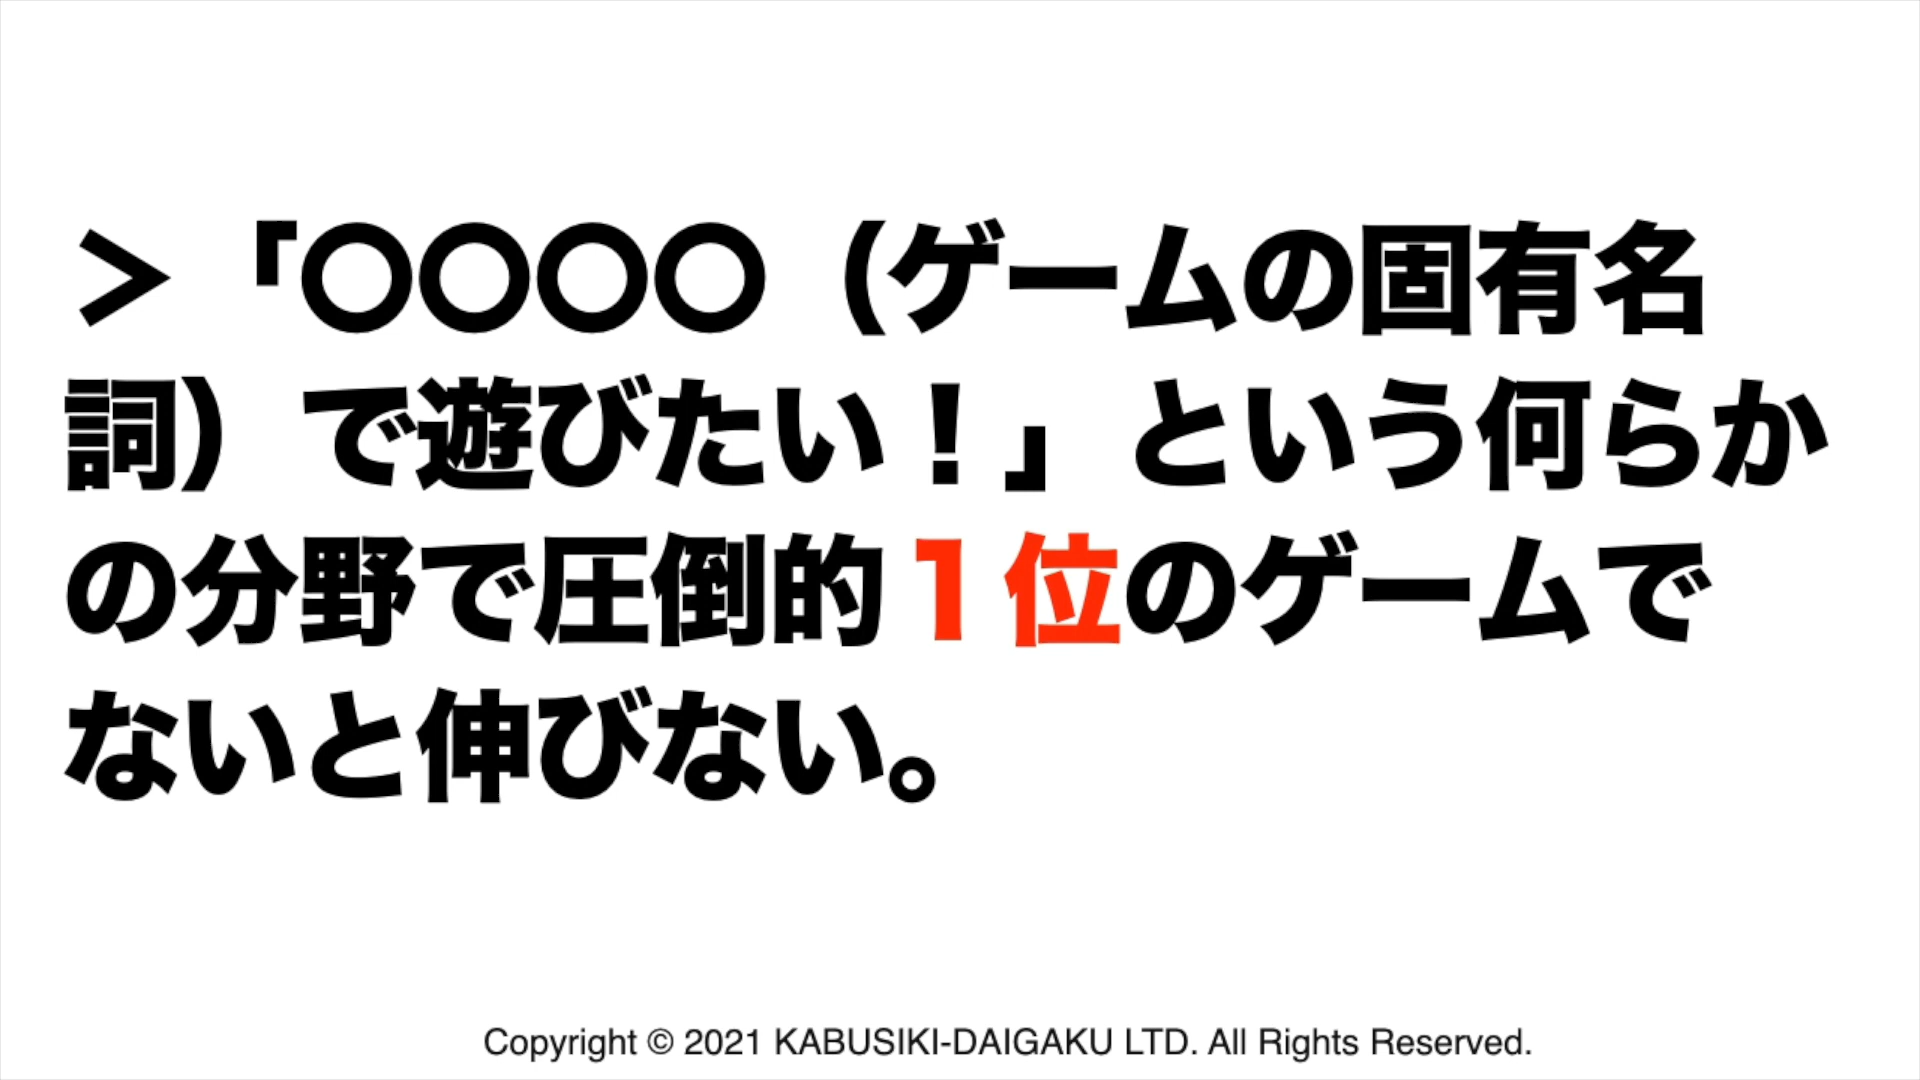 ＞「〇〇〇〇（ゲームの固有名
詞）で遊びたい！」という何らか
の分野で圧倒的１位のゲームで
ないと伸びない。
Copyright © 2021 KABUSIKI-DAIGAKU LTD. All Rights Reserved.